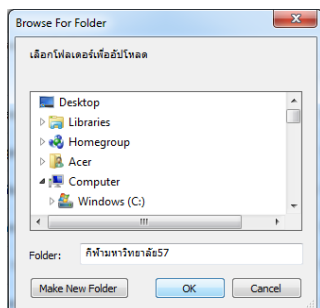 Browse For Folder
เลือกโฟลเดอร์เพื่ออัปโหลด
Desktop
Libraries
Homegroup
Acer
Computer
Windows (C:)
Folder: กีฬามหาวิทยาลัย57
Make New Folder OK Cancel